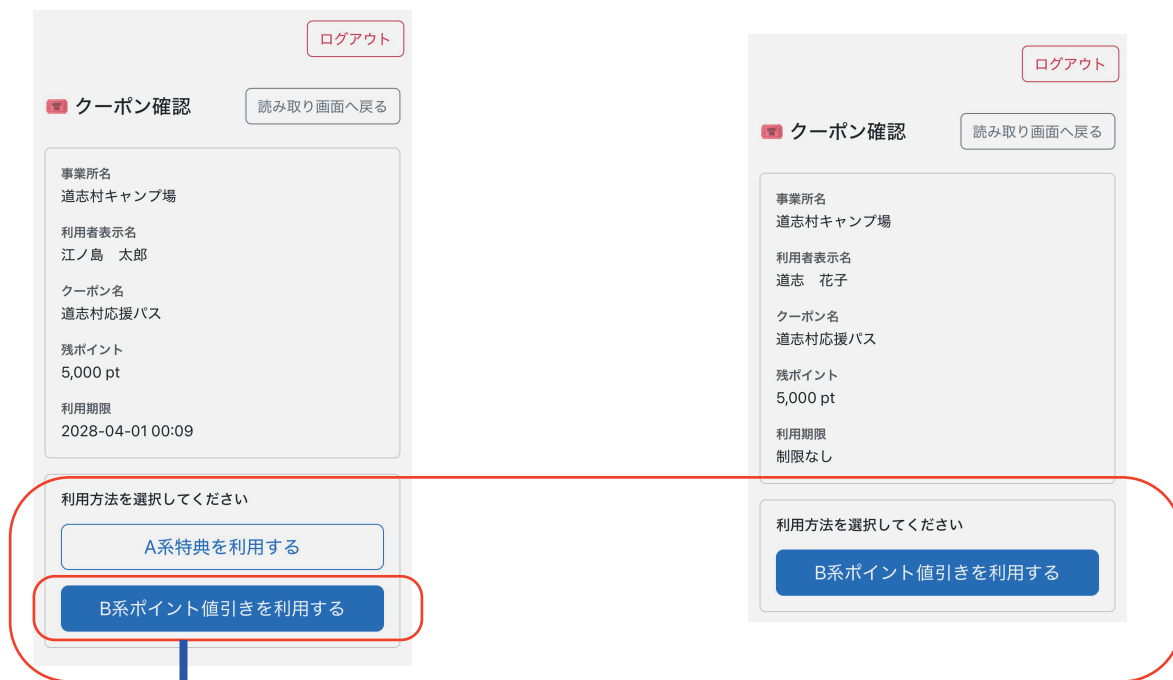 ログアウト
クーポン確認
読み取り画面へ戻る
事業所名
道志村キャンプ場
利用者表示名
江ノ島　太郎
クーポン名
道志村応援パス
残ポイント
5,000 pt
利用期限
2028-04-01 00:09
利用方法を選択してください
A系特典を利用する
B系ポイント値引きを利用する
ログアウト
クーポン確認
読み取り画面へ戻る
事業所名
道志村キャンプ場
利用者表示名
道志　花子
クーポン名
道志村応援パス
残ポイント
5,000 pt
利用期限
制限なし
利用方法を選択してください
B系ポイント値引きを利用する